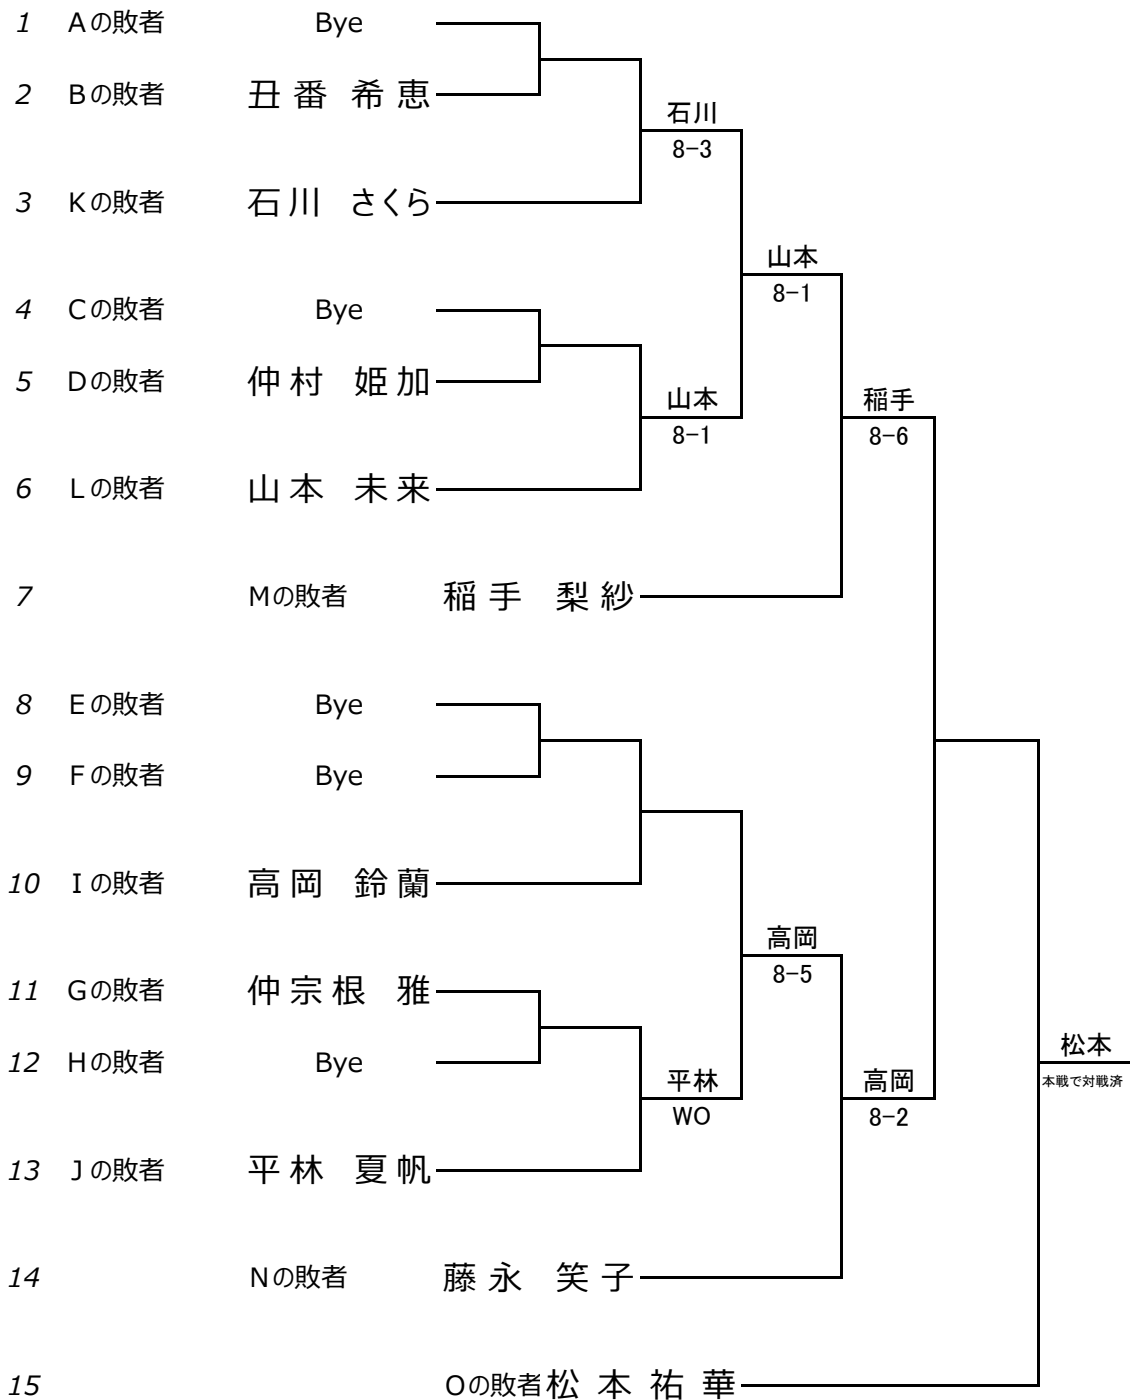 1 Aの敗者 Bye
2 Bの敗者 丑番 希恵
石川
8-3
3 Kの敗者 石川 さくら
山本
8-1
4 Cの敗者 Bye
5 Dの敗者 仲村 姫加
山本 稲手
8-1 8-6
6 Lの敗者 山本 未来
7 Mの敗者 稲手 梨紗
8 Eの敗者 Bye
9 Fの敗者 Bye
10 Iの敗者 高岡 鈴蘭
高岡
8-5
11 Gの敗者 仲宗根 雅
松本
12 Hの敗者 Bye
平林 高岡 本戦で対戦済
WO 8-2
13 Jの敗者 平林 夏帆
14 Nの敗者 藤永 笑子
15 Oの敗者 松本祐華